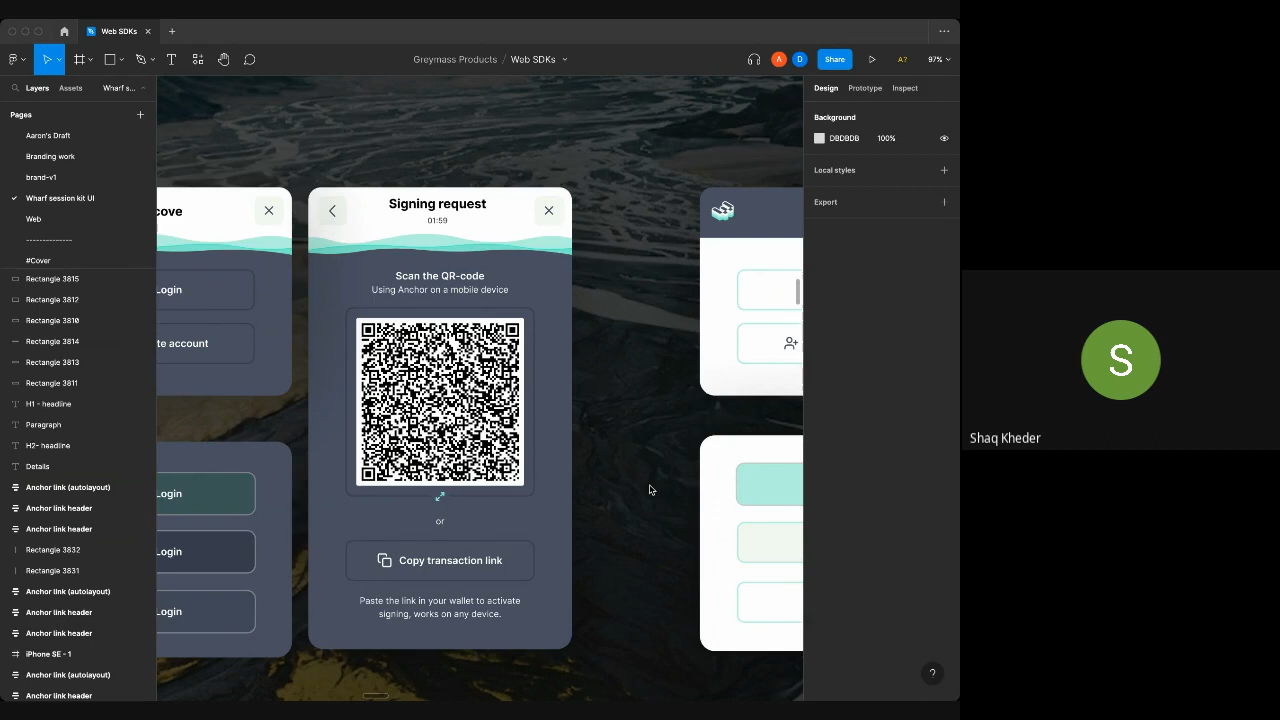 Web SDKs
Greymass Products / Web SDKs
A
D
Share
A?
97%
Layers
Assets
Wharf s...
Design
Prototype
Inspect
Pages
Aaron's Draft
Branding work
brand-v1
Wharf session kit UI
Web
--------------
#Cover
Rectangle 3815
Rectangle 3812
Rectangle 3810
Rectangle 3814
Rectangle 3813
Rectangle 3811
H1 - headline
Paragraph
H2- headline
Details
Anchor link (autolayout)
Anchor link header
Anchor link header
Rectangle 3832
Rectangle 3831
Anchor link (autolayout)
Anchor link header
Anchor link header
iPhone SE - 1
Anchor link (autolayout)
Anchor link header
cove
Login
te account
Login
Login
Login
Signing request
01:59
Scan the QR-code
Using Anchor on a mobile device
or
Copy transaction link
Paste the link in your wallet to activate
signing, works on any device.
Background
DBDBDB
100%
Local styles
Export
?
S
Shaq Kheder